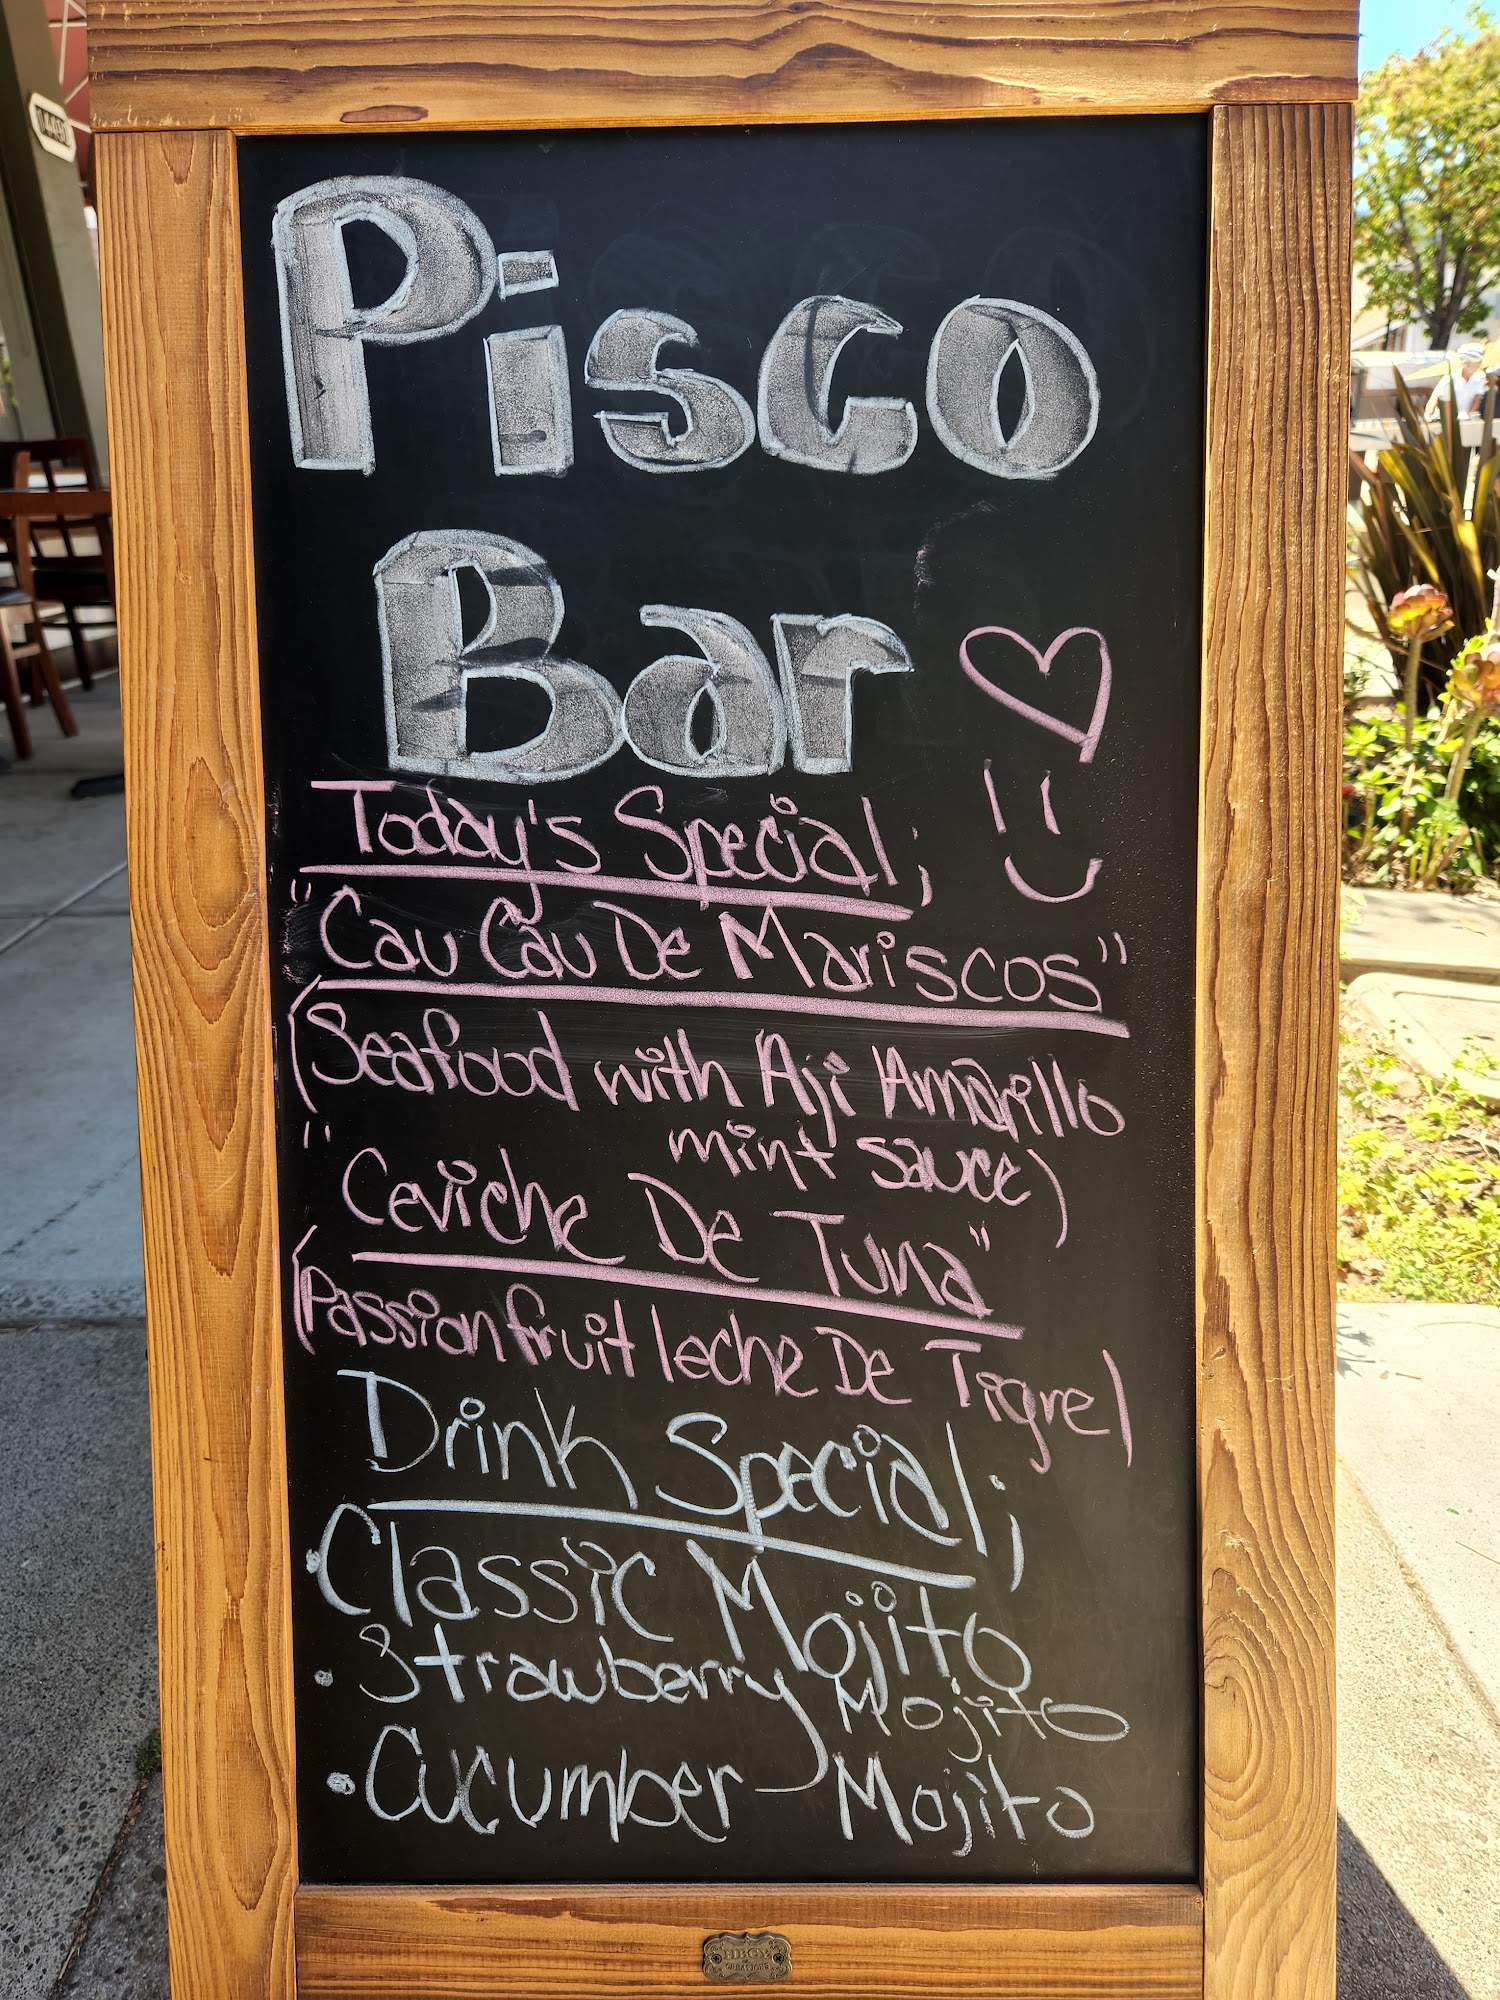 Pisco
Bar
Today's Special;
"Cau Cau De Mariscos"
(Seafood with Aji Amarillo
mint sauce)
"Ceviche De Tuna"
(Passion fruit leche De Tigre)
Drink Special;
• Classic Mojito
• Strawberry Mojito
• Cucumber Mojito